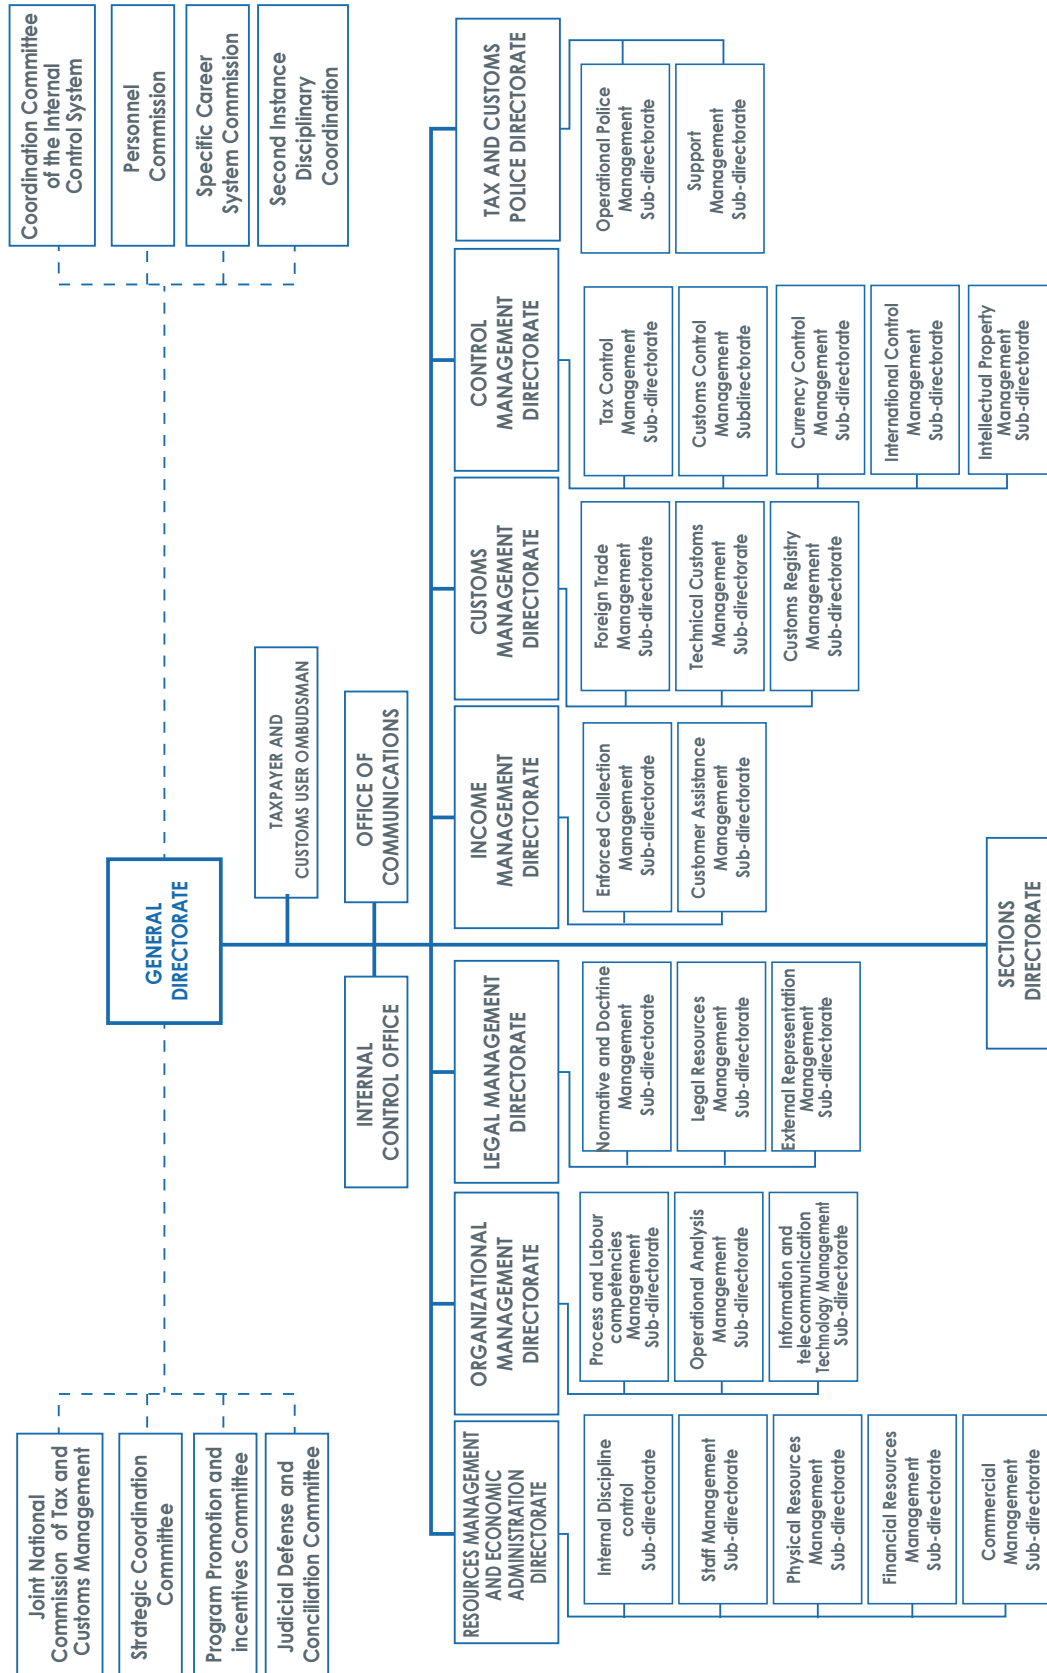 Joint National
Commission of Tax and
Customs Management
Strategic Coordination
Committee
Program Promotion and
incentives Committee
Judicial Defense and
Conciliation Committee
GENERAL
DIRECTORATE
Coordination Committee
of the Internal
Control System
Personnel
Commission
Specific Career
System Commission
Second Instance
Disciplinary
Coordination
TAXPAYER AND
CUSTOMS USER OMBUDSMAN
INTERNAL
CONTROL OFFICE
OFFICE OF
COMMUNICATIONS
RESOURCES MANAGEMENT
AND ECONOMIC
ADMINISTRATION
DIRECTORATE
Internal Discipline
control
Sub-directorate
Staff Management
Sub-directorate
Physical Resources
Management
Sub-directorate
Financial Resources
Management
Sub-directorate
Commercial
Management
Sub-directorate
ORGANIZATIONAL
MANAGEMENT
DIRECTORATE
Process and Labour
competencies
Management
Sub-directorate
Operational Analysis
Management
Sub-directorate
Information and
telecommunication
Technology Management
Sub-directorate
LEGAL MANAGEMENT
DIRECTORATE
Normative and Doctrine
Management
Sub-directorate
Legal Resources
Management
Sub-directorate
External Representation
Management
Sub-directorate
INCOME
MANAGEMENT
DIRECTORATE
Enforced Collection
Management
Sub-directorate
Customer Assistance
Management
Sub-directorate
CUSTOMS
MANAGEMENT
DIRECTORATE
Foreign Trade
Management
Sub-directorate
Technical Customs
Management
Sub-directorate
Customs Registry
Management
Sub-directorate
CONTROL
MANAGEMENT
DIRECTORATE
Tax Control
Management
Sub-directorate
Customs Control
Management
Subdirectorate
Currency Control
Management
Sub-directorate
International Control
Management
Sub-directorate
Intellectual Property
Management
Sub-directorate
TAX AND CUSTOMS
POLICE DIRECTORATE
Operational Police
Management
Sub-directorate
Support
Management
Sub-directorate
SECTIONS
DIRECTORATE